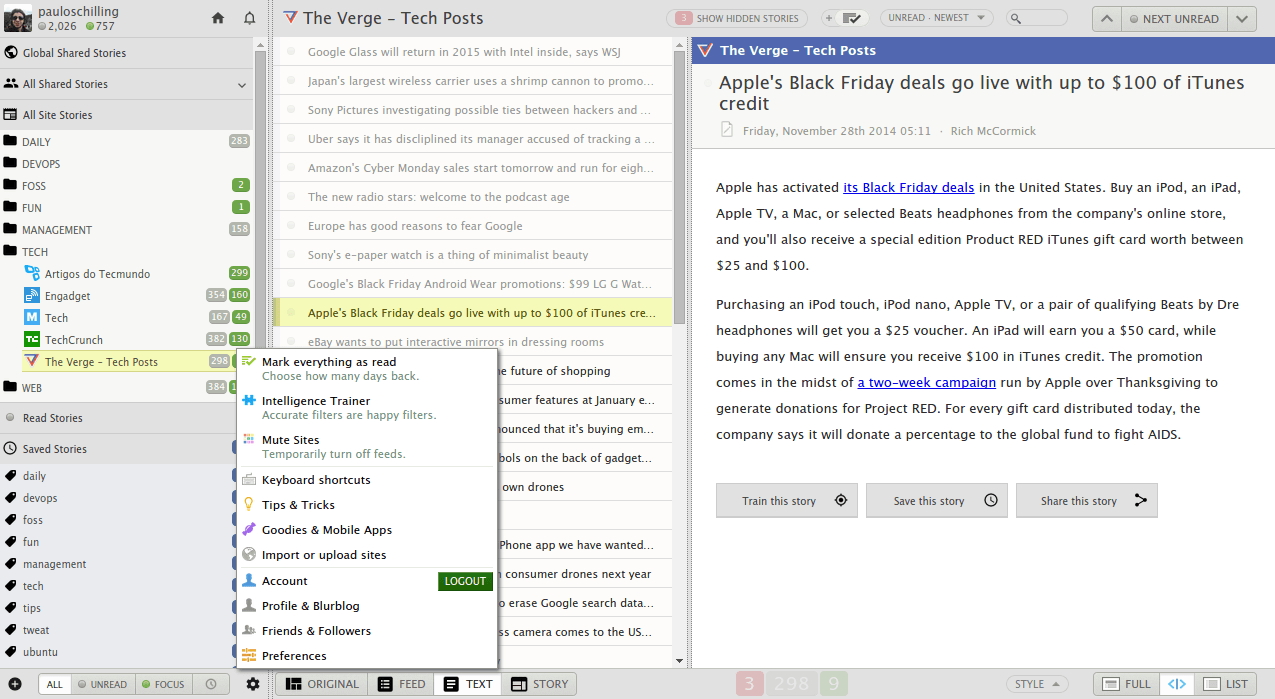 pauloschilling
2,026 757
The Verge – Tech Posts
3 SHOW HIDDEN STORIES
+
UNREAD · NEWEST
NEXT UNREAD
Global Shared Stories
All Shared Stories
All Site Stories
DAILY 283
DEVOPS
FOSS 2
FUN 1
MANAGEMENT 158
TECH
Artigos do Tecmundo 299
Engadget 354 160
Tech 167 49
TechCrunch 382 130
The Verge – Tech Posts 298
WEB 384
Read Stories
Saved Stories
daily
devops
foss
fun
management
tech
tips
tweat
ubuntu
ALL UNREAD FOCUS
Google Glass will return in 2015 with Intel inside, says WSJ
Japan's largest wireless carrier uses a shrimp cannon to promo...
Sony Pictures investigating possible ties between hackers and ...
Uber says it has disclipined its manager accused of tracking a ...
Amazon's Cyber Monday sales start tomorrow and run for eigh...
The new radio stars: welcome to the podcast age
Europe has good reasons to fear Google
Sony's e-paper watch is a thing of minimalist beauty
Google's Black Friday Android Wear promotions: $99 LG G Wat...
Apple's Black Friday deals go live with up to $100 of iTunes cre...
eBay wants to put interactive mirrors in dressing rooms
future of shopping
sumer features at January e...
nounced that it's buying em...
bols on the back of gadget...
own drones
Phone app we have wanted...
consumer drones next year
erase Google search data...
camera comes to the US...
Mark everything as read
Choose how many days back.
Intelligence Trainer
Accurate filters are happy filters.
Mute Sites
Temporarily turn off feeds.
Keyboard shortcuts
Tips & Tricks
Goodies & Mobile Apps
Import or upload sites
Account LOGOUT
Profile & Blurblog
Friends & Followers
Preferences
ORIGINAL FEED TEXT STORY
The Verge – Tech Posts
Apple's Black Friday deals go live with up to $100 of iTunes
credit
Friday, November 28th 2014 05:11 · Rich McCormick
Apple has activated its Black Friday deals in the United States. Buy an iPod, an iPad,
Apple TV, a Mac, or selected Beats headphones from the company's online store,
and you'll also receive a special edition Product RED iTunes gift card worth between
$25 and $100.
Purchasing an iPod touch, iPod nano, Apple TV, or a pair of qualifying Beats by Dre
headphones will get you a $25 voucher. An iPad will earn you a $50 card, while
buying any Mac will ensure you receive $100 in iTunes credit. The promotion
comes in the midst of a two-week campaign run by Apple over Thanksgiving to
generate donations for Project RED. For every gift card distributed today, the
company says it will donate a percentage to the global fund to fight AIDS.
Train this story
Save this story
Share this story
3 298 9
STYLE
FULL LIST